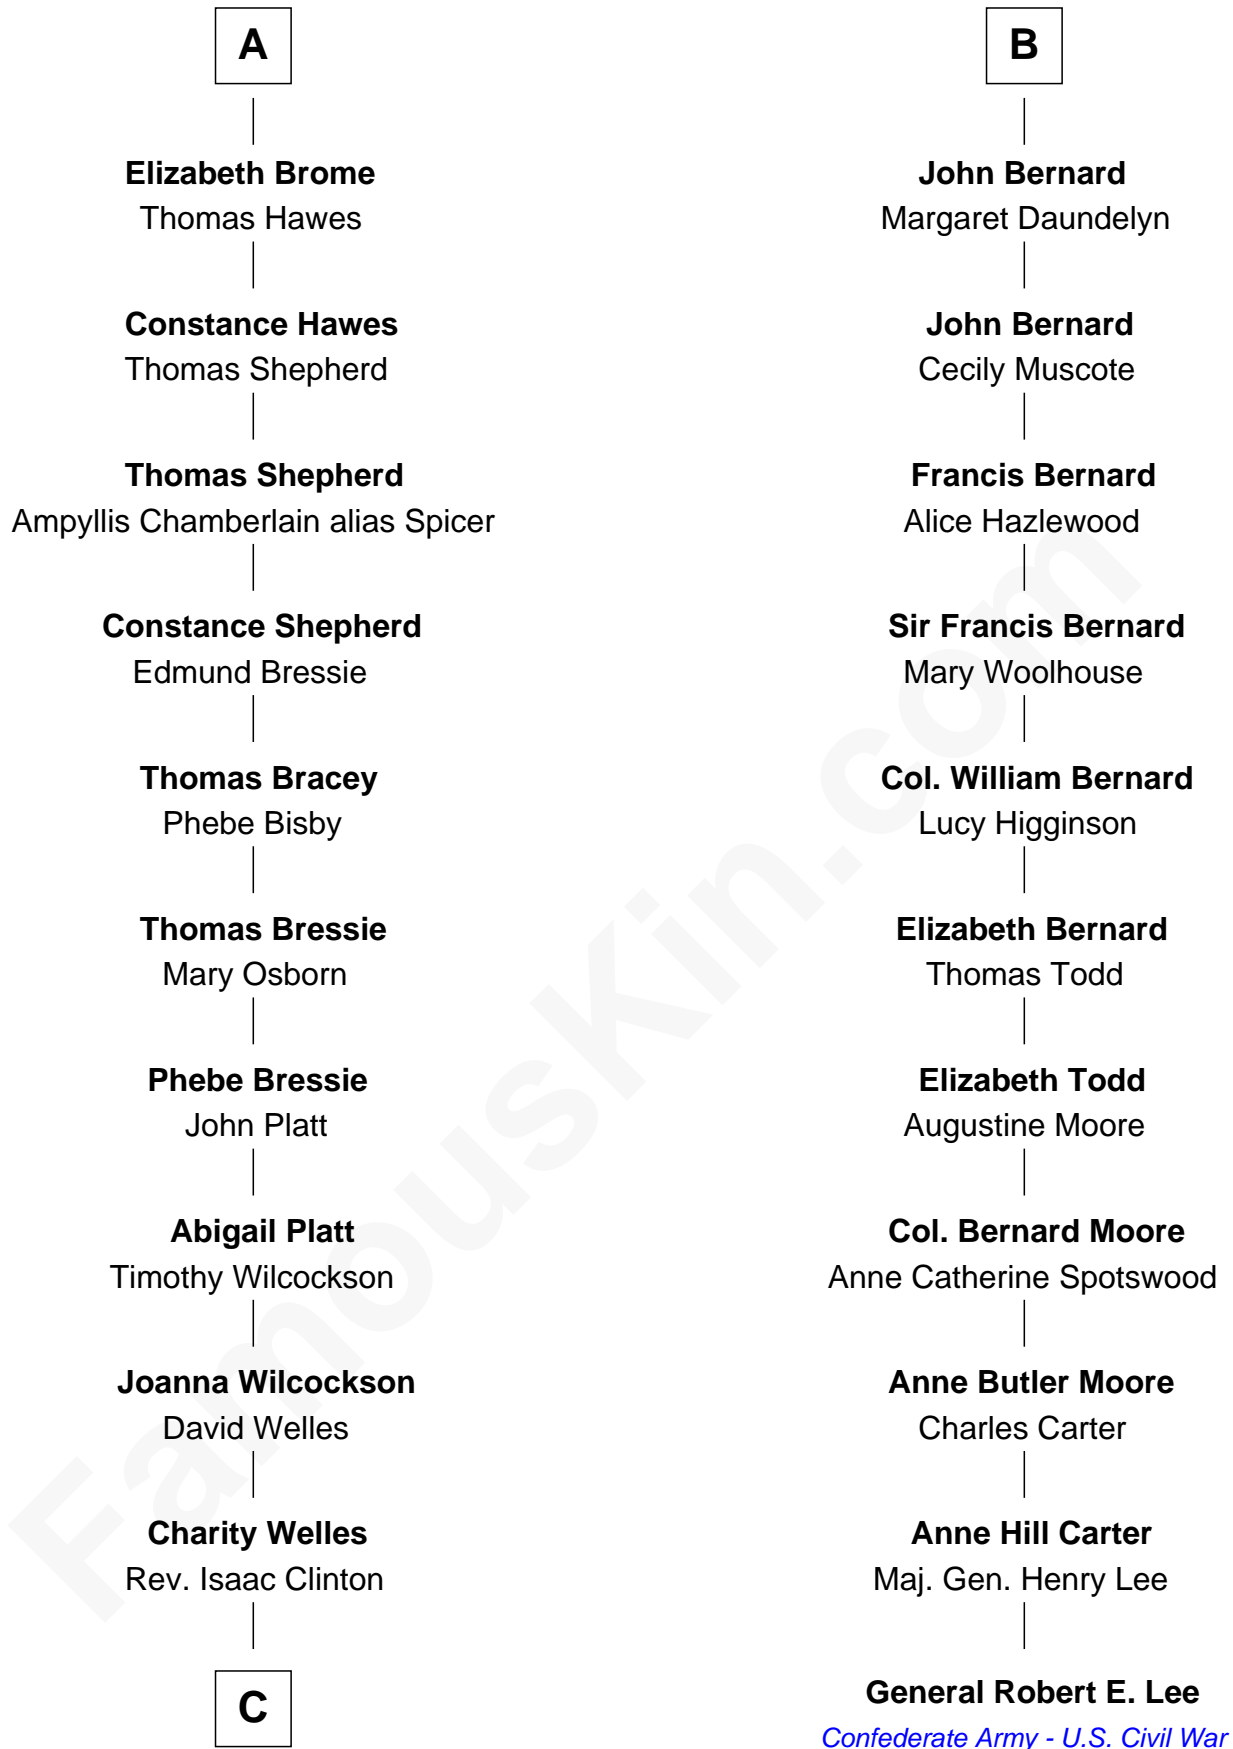 A
Elizabeth Brome
Thomas Hawes
Constance Hawes
Thomas Shepherd
Thomas Shepherd
Ampyllis Chamberlain alias Spicer
Constance Shepherd
Edmund Bressie
Thomas Bracey
Phebe Bisby
Thomas Bressie
Mary Osborn
Phebe Bressie
John Platt
Abigail Platt
Timothy Wilcockson
Joanna Wilcockson
David Welles
Charity Welles
Rev. Isaac Clinton
C
B
John Bernard
Margaret Daundelyn
John Bernard
Cecily Muscote
Francis Bernard
Alice Hazlewood
Sir Francis Bernard
Mary Woolhouse
Col. William Bernard
Lucy Higginson
Elizabeth Bernard
Thomas Todd
Elizabeth Todd
Augustine Moore
Col. Bernard Moore
Anne Catherine Spotswood
Anne Butler Moore
Charles Carter
Anne Hill Carter
Maj. Gen. Henry Lee
General Robert E. Lee
Confederate Army - U.S. Civil War
FamousKin.com